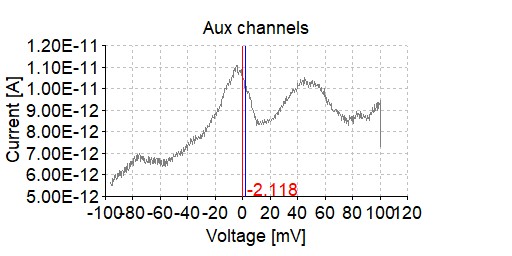 Aux channels
1.20E-11
1.10E-11
1.00E-11
9.00E-12
8.00E-12
7.00E-12
6.00E-12
5.00E-12
Current [A]
-2.118
-100 -80 -60 -40 -20 0 20 40 60 80 100 120
Voltage [mV]